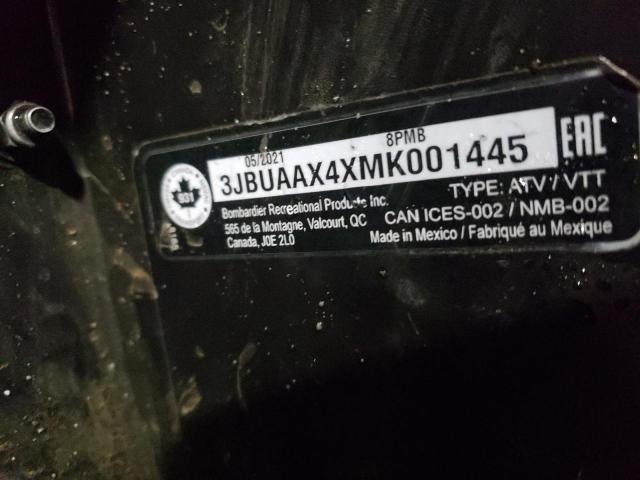 05/2021 8PMB
3JBUAAX4XMK001445
EAC
901
Bombardier Recreational Products Inc.
565 de la Montagne, Valcourt, QC
Canada, J0E 2L0
TYPE: ATV / VTT
CAN ICES-002 / NMB-002
Made in Mexico / Fabriqué au Mexique